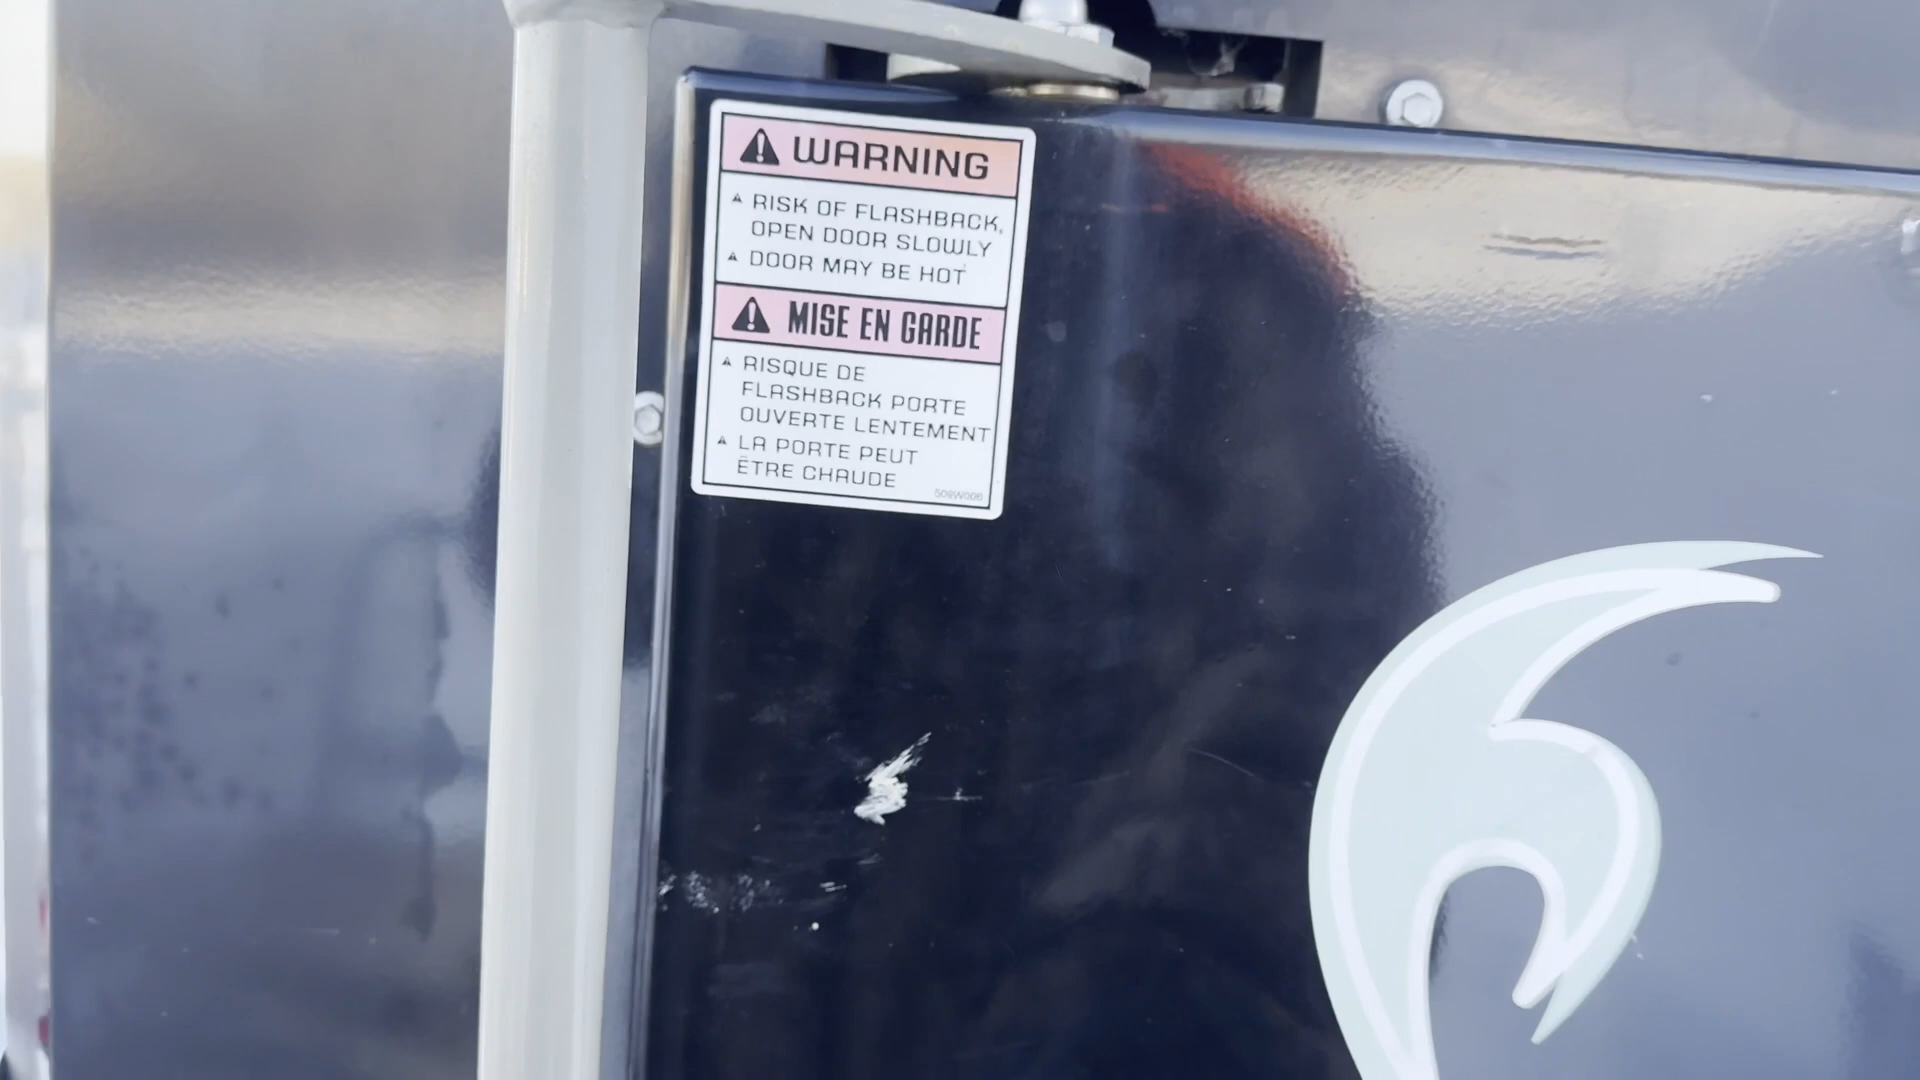 WARNING
RISK OF FLASHBACK,
OPEN DOOR SLOWLY
DOOR MAY BE HOT
MISE EN GARDE
RISQUE DE
FLASHBACK PORTE
OUVERTE LENTEMENT
LA PORTE PEUT
ÊTRE CHAUDE
509W006